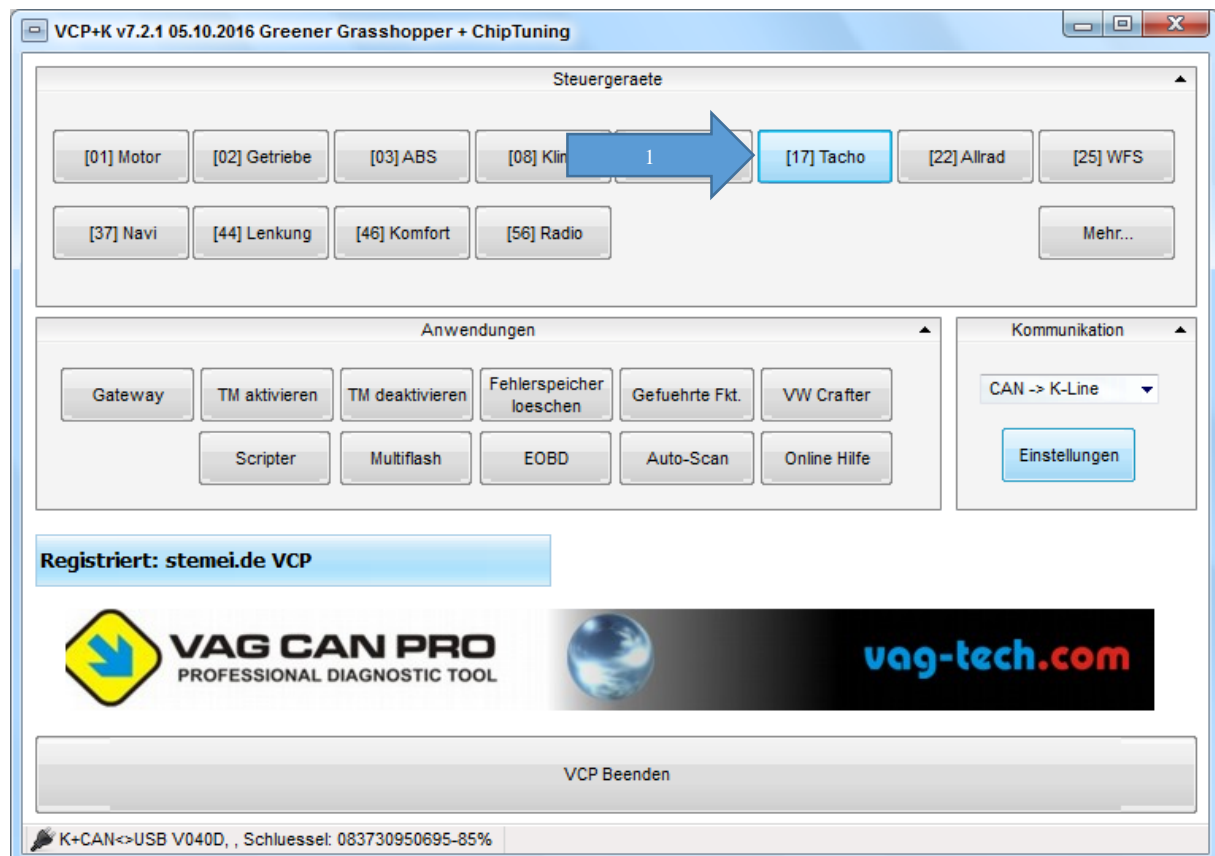 VCP+K v7.2.1 05.10.2016 Greener Grasshopper + ChipTuning
Steuergeraete
[01] Motor [02] Getriebe [03] ABS [08] 1 [17] Tacho [22] Allrad [25] WFS
[37] Navi [44] Lenkung [46] Komfort [56] Radio Mehr...
Anwendungen
Kommunikation
Gateway TM aktivieren TM deaktivieren Fehlerspeicher loeschen Gefuehrte Fkt. VW Crafter
CAN -> K-Line
Scripter Multiflash EOBD Auto-Scan Online Hilfe
Einstellungen
Registriert: stemei.de VCP
VAG CAN PRO
PROFESSIONAL DIAGNOSTIC TOOL
vag-tech.com
VCP Beenden
K+CAN<>USB V040D, , Schluessel: 083730950695-85%